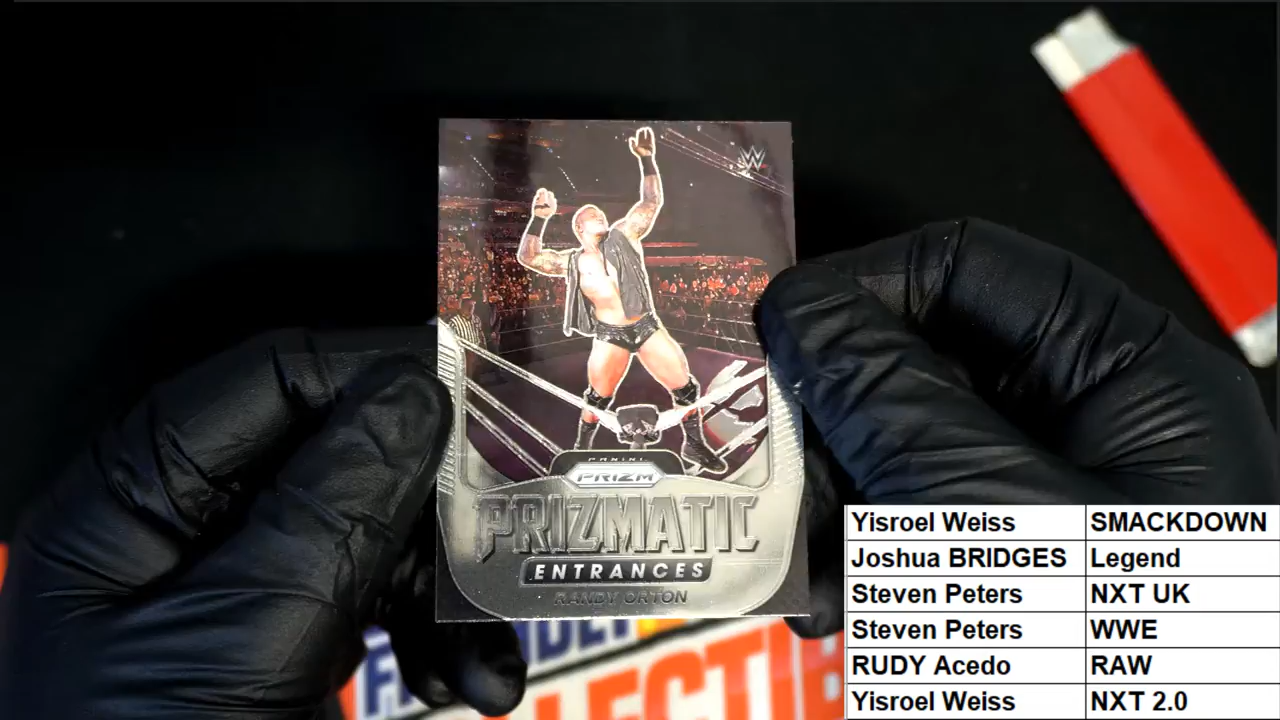 W
PANINI
PRIZM
PRIZMATIC
ENTRANCES
RANDY ORTON
Yisroel Weiss SMACKDOWN
Joshua BRIDGES Legend
Steven Peters NXT UK
Steven Peters WWE
RUDY Acedo RAW
Yisroel Weiss NXT 2.0